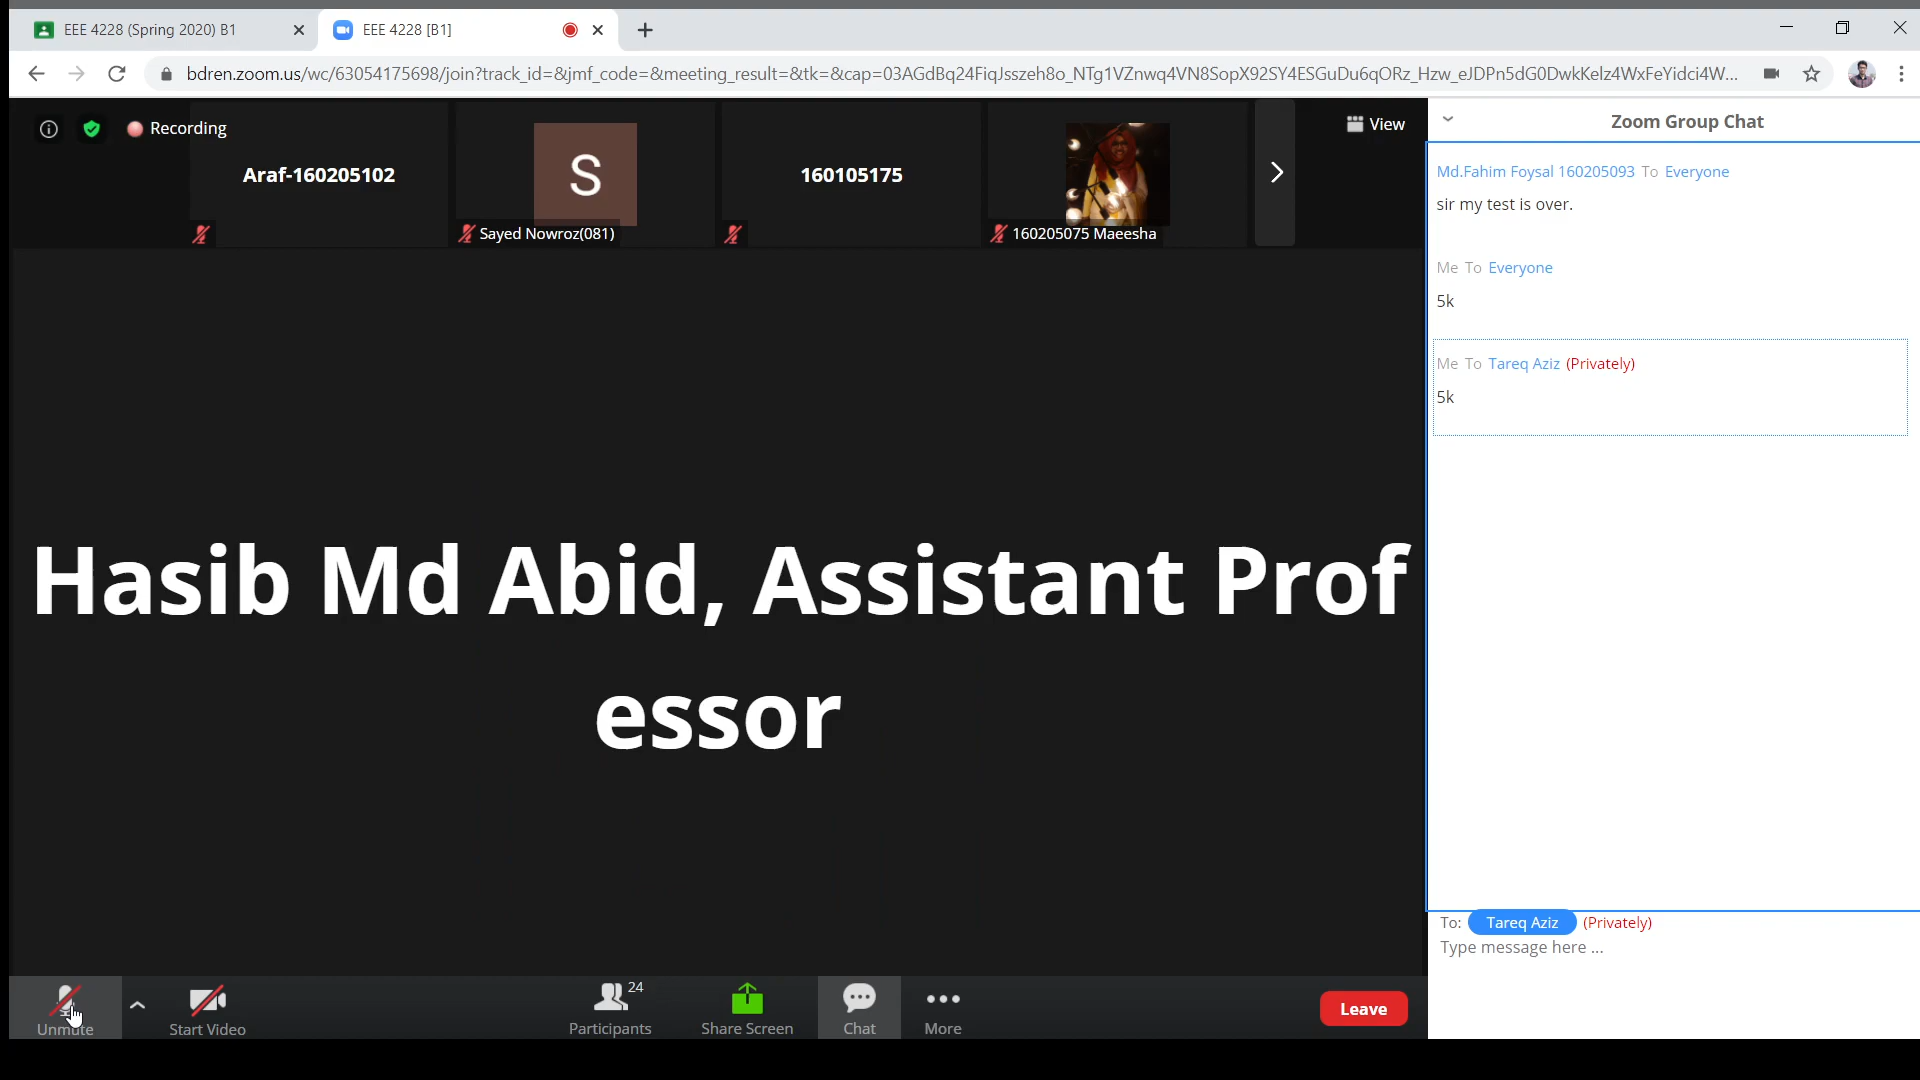 EEE 4228 (Spring 2020) B1
EEE 4228 [B1]
bdren.zoom.us/wc/63054175698/join?track_id=&jmf_code=&meeting_result=&tk=&cap=03AGdBq24FiqJsszeh8o_NTg1VZnwq4VN8SopX92SY4ESGuDu6qORz_Hzw_eJDPn5dG0DwkKelz4WxFeYidci4W...
Recording
Araf-160205102
S
Sayed Nowroz(081)
160105175
160205075 Maeesha
View
Zoom Group Chat
Md.Fahim Foysal 160205093 To Everyone
sir my test is over.
Me To Everyone
5k
Me To Tareq Aziz (Privately)
5k
Hasib Md Abid, Assistant Prof
essor
To: Tareq Aziz (Privately)
Type message here ...
Unmute
Start Video
24
Participants
Share Screen
Chat
More
Leave